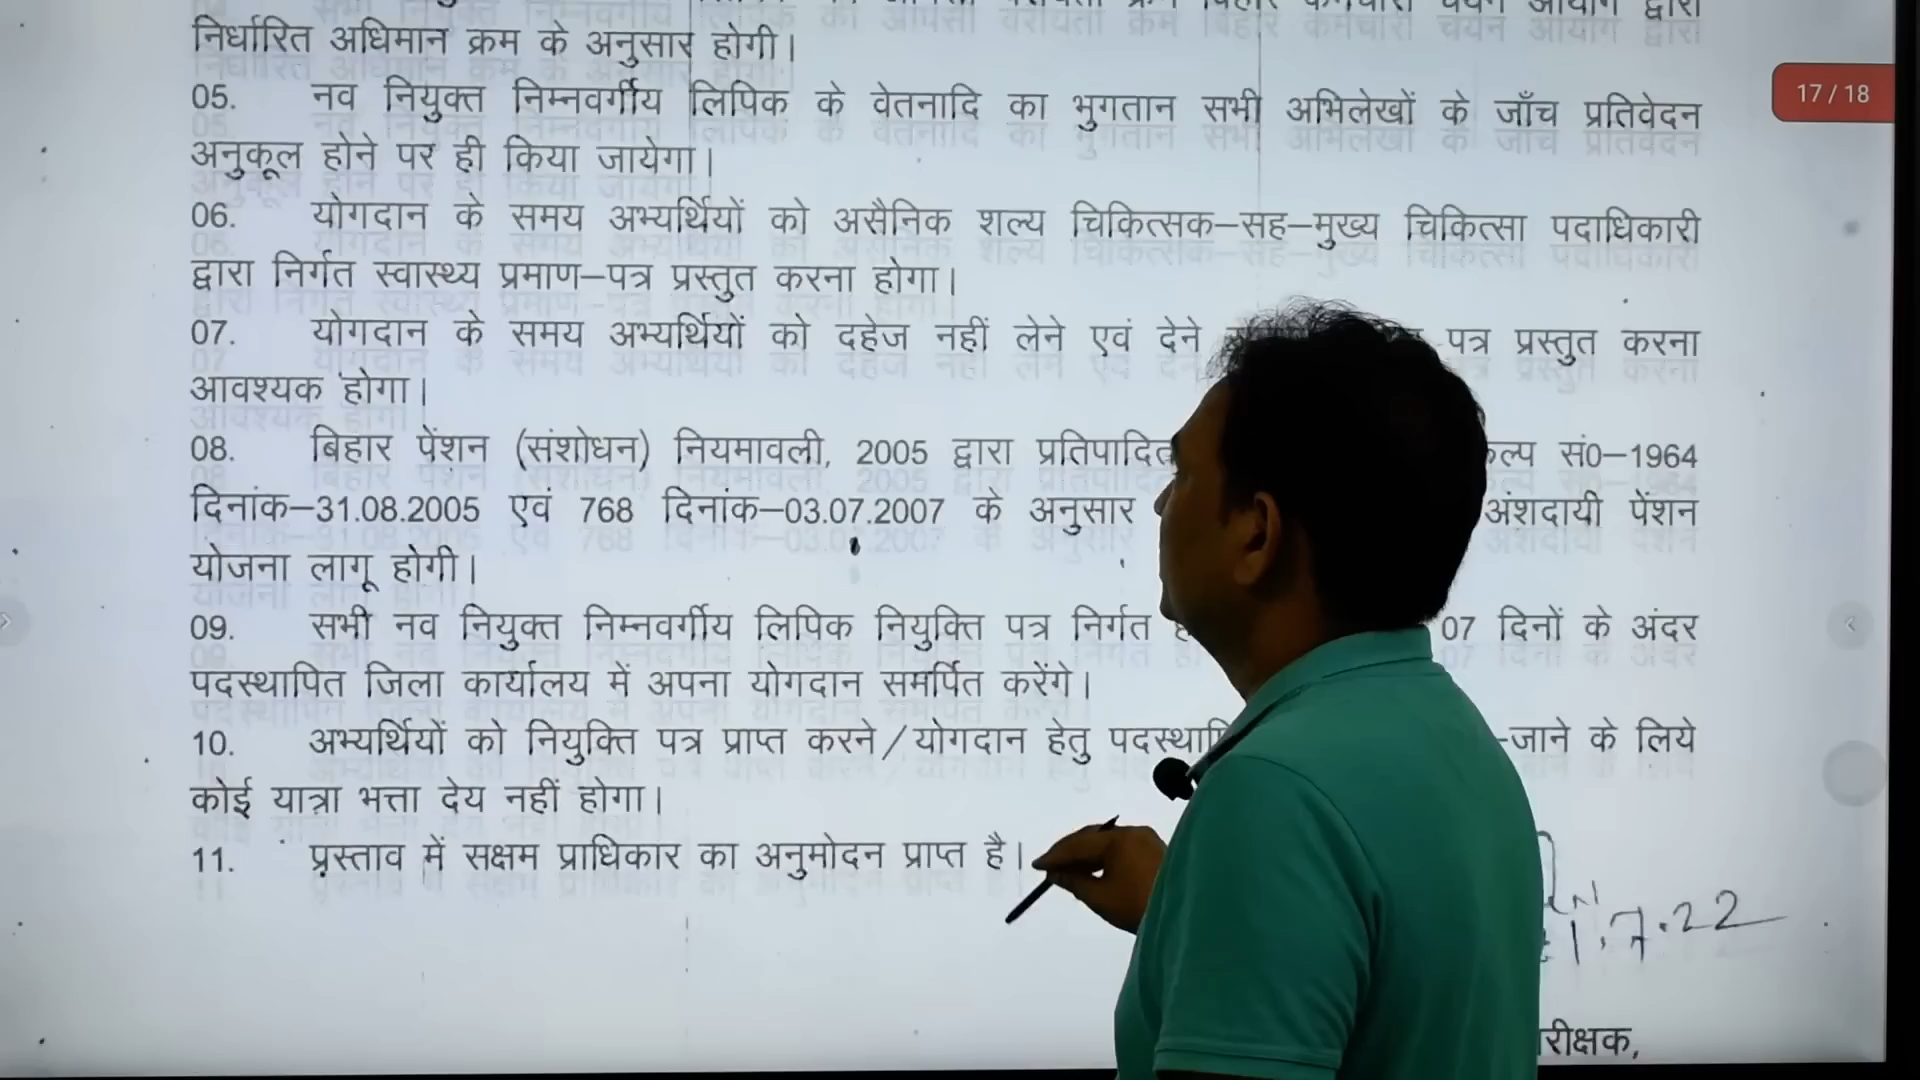 द्वारा
निर्धारित अधिमान क्रम के अनुसार होगी।
05. नव नियुक्त निम्नवर्गीय लिपिक के वेतनादि का भुगतान सभी अभिलेखों के जाँच प्रतिवेदन
अनुकूल होने पर ही किया जायेगा।
06. योगदान के समय अभ्यर्थियों को असैनिक शल्य चिकित्सक–सह–मुख्य चिकित्सा पदाधिकारी
द्वारा निर्गत स्वास्थ्य प्रमाण–पत्र प्रस्तुत करना होगा।
07. योगदान के समय अभ्यर्थियों को दहेज नहीं लेने एवं देने पत्र प्रस्तुत करना
आवश्यक होगा।
08. बिहार पेंशन (संशोधन) नियमावली, 2005 द्वारा प्रतिपादित सं0–1964
दिनांक–31.08.2005 एवं 768 दिनांक–03.07.2007 के अनुसार अंशदायी पेंशन
योजना लागू होगी।
09. सभी नव नियुक्त निम्नवर्गीय लिपिक नियुक्ति पत्र निर्गत 07 दिनों के अंदर
पदस्थापित जिला कार्यालय में अपना योगदान समर्पित करेंगे।
10. अभ्यर्थियों को नियुक्ति पत्र प्राप्त करने/योगदान हेतु –जाने के लिये
कोई यात्रा भत्ता देय नहीं होगा।
11. प्रस्ताव में सक्षम प्राधिकार का अनुमोदन प्राप्त है।
1.7.22
17 / 18